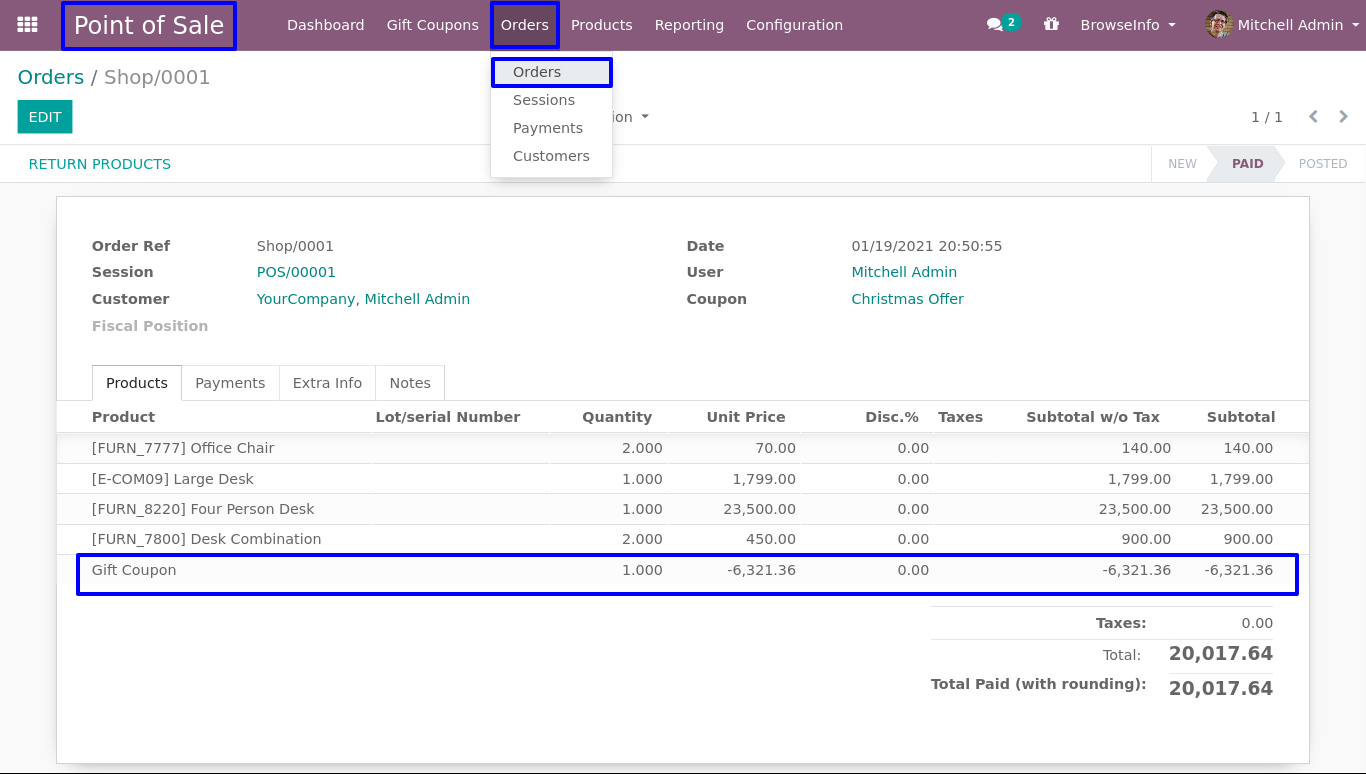 Point of Sale Dashboard Gift Coupons Orders Products Reporting Configuration 2 BrowseInfo Mitchell Admin
Orders / Shop/0001
Orders
Sessions
Payments
Customers
EDIT ion 1 / 1
RETURN PRODUCTS NEW PAID POSTED
Order Ref Shop/0001 Date 01/19/2021 20:50:55
Session POS/00001 User Mitchell Admin
Customer YourCompany, Mitchell Admin Coupon Christmas Offer
Fiscal Position
Products Payments Extra Info Notes
Product Lot/serial Number Quantity Unit Price Disc.% Taxes Subtotal w/o Tax Subtotal
[FURN_7777] Office Chair 2.000 70.00 0.00 140.00 140.00
[E-COM09] Large Desk 1.000 1,799.00 0.00 1,799.00 1,799.00
[FURN_8220] Four Person Desk 1.000 23,500.00 0.00 23,500.00 23,500.00
[FURN_7800] Desk Combination 2.000 450.00 0.00 900.00 900.00
Gift Coupon 1.000 -6,321.36 0.00 -6,321.36 -6,321.36
Taxes: 0.00
Total: 20,017.64
Total Paid (with rounding): 20,017.64